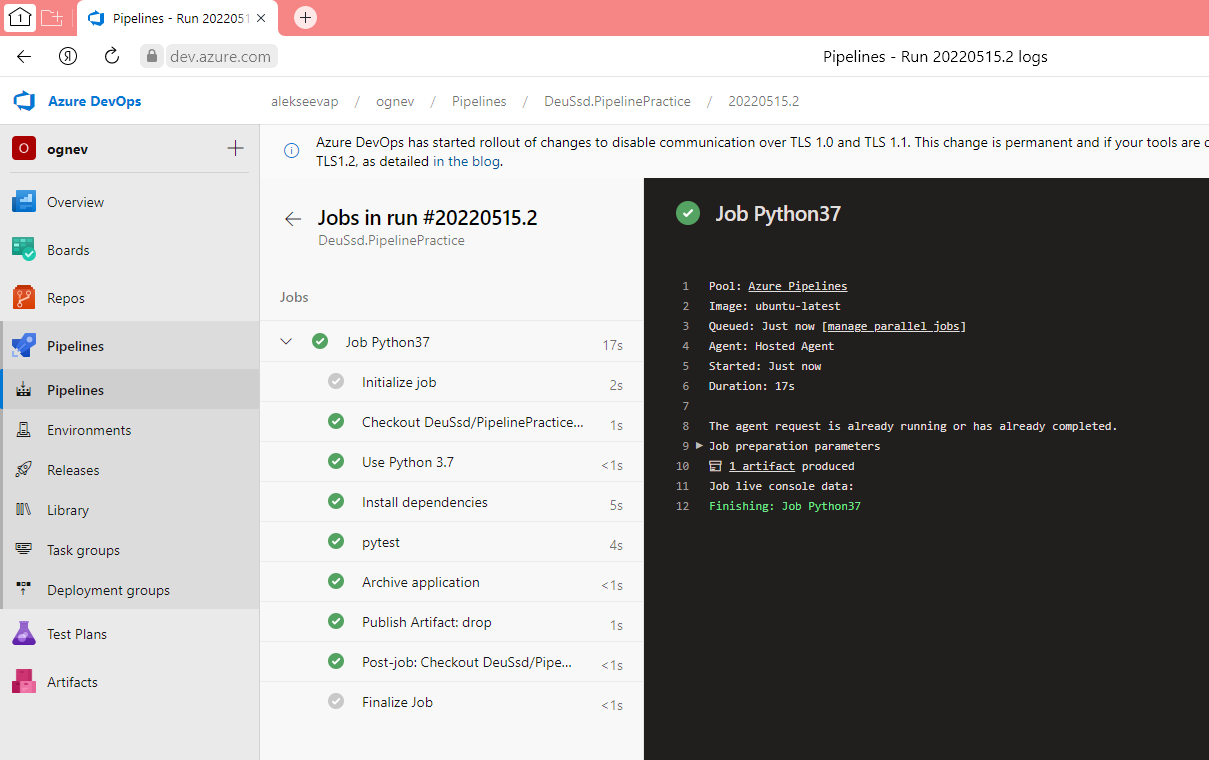 1
Pipelines - Run 202205
Я
dev.azure.com
Pipelines - Run 20220515.2 logs
Azure DevOps
alekseevap / ognev / Pipelines / DeuSsd.PipelinePractice / 20220515.2
O ognev
Azure DevOps has started rollout of changes to disable communication over TLS 1.0 and TLS 1.1. This change is permanent and if your tools are
TLS1.2, as detailed in the blog.
Overview
Boards
Repos
Pipelines
Pipelines
Environments
Releases
Library
Task groups
Deployment groups
Test Plans
Artifacts
Jobs in run #20220515.2
DeuSsd.PipelinePractice
Jobs
Job Python37 17s
Initialize job 2s
Checkout DeuSsd/PipelinePractice... 1s
Use Python 3.7 <1s
Install dependencies 5s
pytest 4s
Archive application <1s
Publish Artifact: drop 1s
Post-job: Checkout DeuSsd/Pipe... <1s
Finalize Job <1s
Job Python37
1 Pool: Azure Pipelines
2 Image: ubuntu-latest
3 Queued: Just now [manage parallel jobs]
4 Agent: Hosted Agent
5 Started: Just now
6 Duration: 17s
7
8 The agent request is already running or has already completed.
9 Job preparation parameters
10 1 artifact produced
11 Job live console data:
12 Finishing: Job Python37